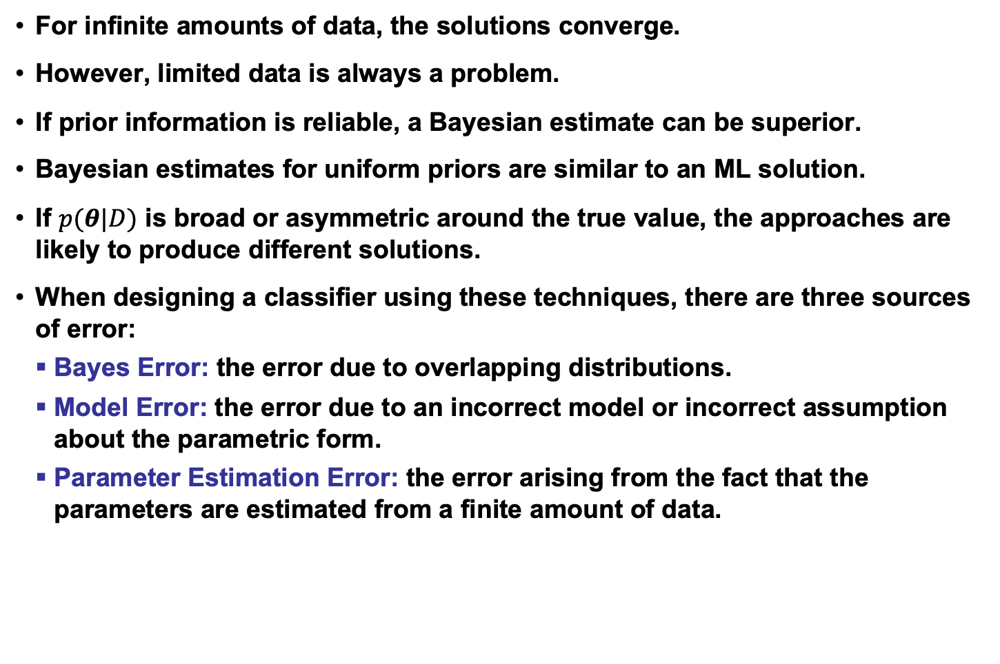 • For infinite amounts of data, the solutions converge.
• However, limited data is always a problem.
• If prior information is reliable, a Bayesian estimate can be superior.
• Bayesian estimates for uniform priors are similar to an ML solution.
• If p(θ|D) is broad or asymmetric around the true value, the approaches are
likely to produce different solutions.
• When designing a classifier using these techniques, there are three sources
of error:
▪ Bayes Error: the error due to overlapping distributions.
▪ Model Error: the error due to an incorrect model or incorrect assumption
about the parametric form.
▪ Parameter Estimation Error: the error arising from the fact that the
parameters are estimated from a finite amount of data.